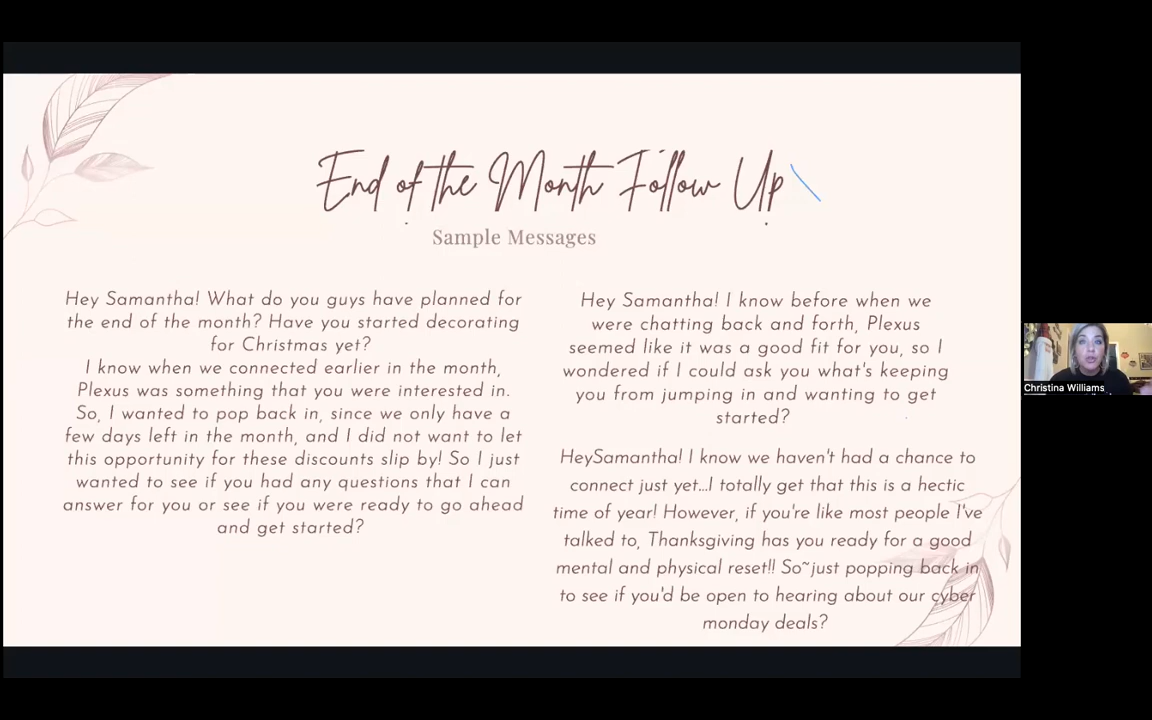 End of the Month Follow Up
Sample Messages
Hey Samantha! What do you guys have planned for
the end of the month? Have you started decorating
for Christmas yet?
I know when we connected earlier in the month,
Plexus was something that you were interested in.
So, I wanted to pop back in, since we only have a
few days left in the month, and I did not want to let
this opportunity for these discounts slip by! So I just
wanted to see if you had any questions that I can
answer for you or see if you were ready to go ahead
and get started?
Hey Samantha! I know before when we
were chatting back and forth, Plexus
seemed like it was a good fit for you, so I
wondered if I could ask you what's keeping
you from jumping in and wanting to get
started?
HeySamantha! I know we haven't had a chance to
connect just yet...I totally get that this is a hectic
time of year! However, if you're like most people I've
talked to, Thanksgiving has you ready for a good
mental and physical reset!! So~just popping back in
to see if you'd be open to hearing about our cyber
monday deals?
Christina Williams